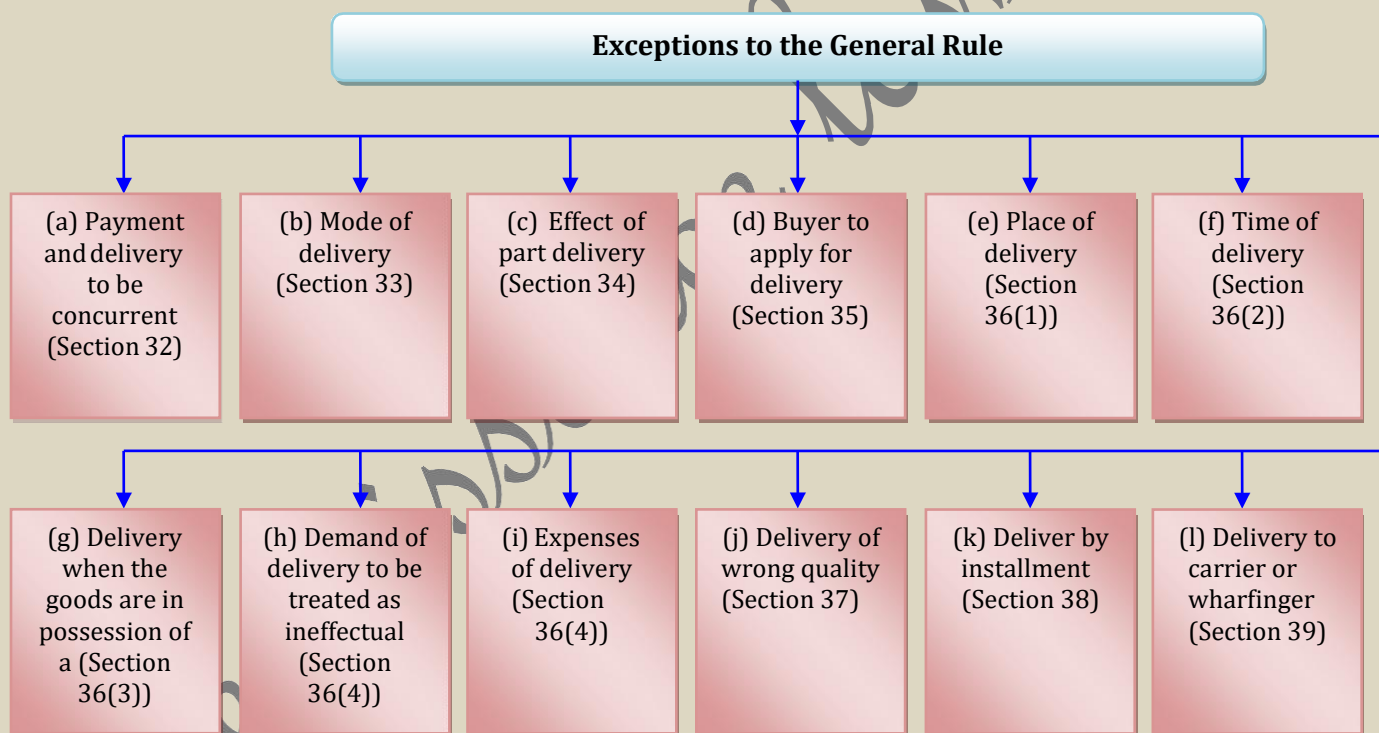 Exceptions to the General Rule
(a) Payment
and delivery
to be
concurrent
(Section 32)
(b) Mode of
delivery
(Section 33)
(c) Effect of
part delivery
(Section 34)
(d) Buyer to
apply for
delivery
(Section 35)
(e) Place of
delivery
(Section
36(1))
(f) Time of
delivery
(Section
36(2))
(g) Delivery
when the
goods are in
possession of
a (Section
36(3))
(h) Demand of
delivery to be
treated as
ineffectual
(Section
36(4))
(i) Expenses
of delivery
(Section
36(4))
(j) Delivery of
wrong quality
(Section 37)
(k) Deliver by
installment
(Section 38)
(l) Delivery to
carrier or
wharfinger
(Section 39)